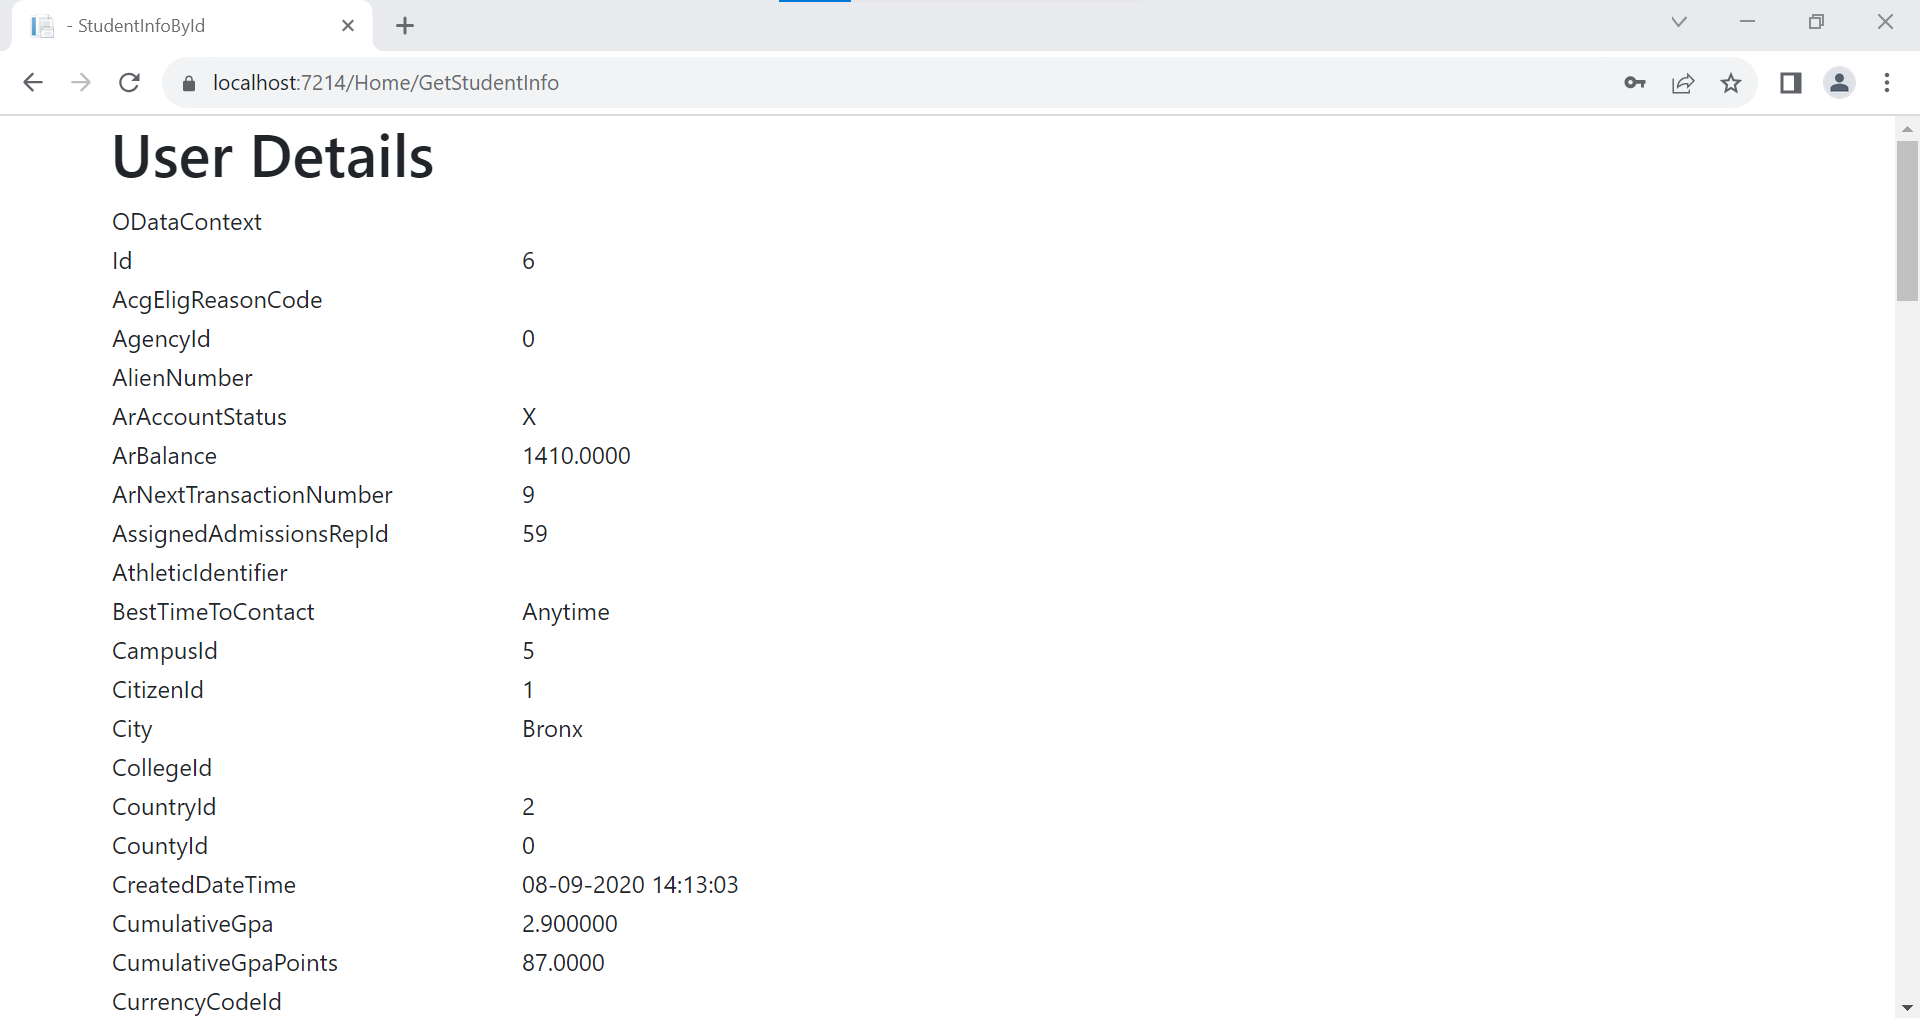 - StudentInfoById
localhost:7214/Home/GetStudentInfo
User Details
ODataContext
Id 6
AcgEligReasonCode
AgencyId 0
AlienNumber
ArAccountStatus X
ArBalance 1410.0000
ArNextTransactionNumber 9
AssignedAdmissionsRepId 59
AthleticIdentifier
BestTimeToContact Anytime
CampusId 5
CitizenId 1
City Bronx
CollegeId
CountryId 2
CountyId 0
CreatedDateTime 08-09-2020 14:13:03
CumulativeGpa 2.900000
CumulativeGpaPoints 87.0000
CurrencyCodeId